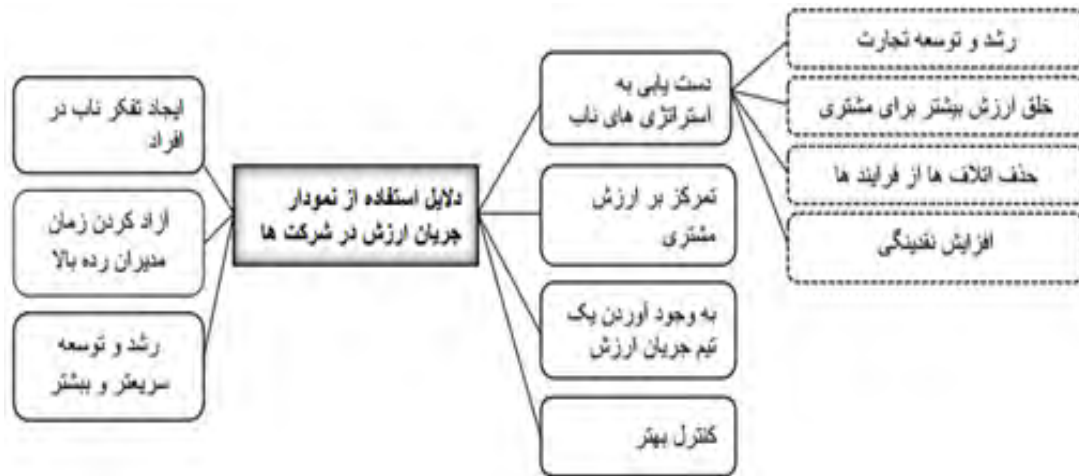 رشد و توسعه تجارت
خلق ارزش بیشتر برای مشتری
حذف اتلاف ها از فرایند ها
افزایش نقدینگی
دست یابی به
استراتژی های ناب
تمرکز بر ارزش
مشتری
به وجود آوردن یک
تیم جریان ارزش
کنترل بهتر
دلایل استفاده از نمودار
جریان ارزش در شرکت ها
ایجاد تفکر ناب در
افراد
آزاد کردن زمان
مدیران رده بالا
رشد و توسعه
سریعتر و بیشتر